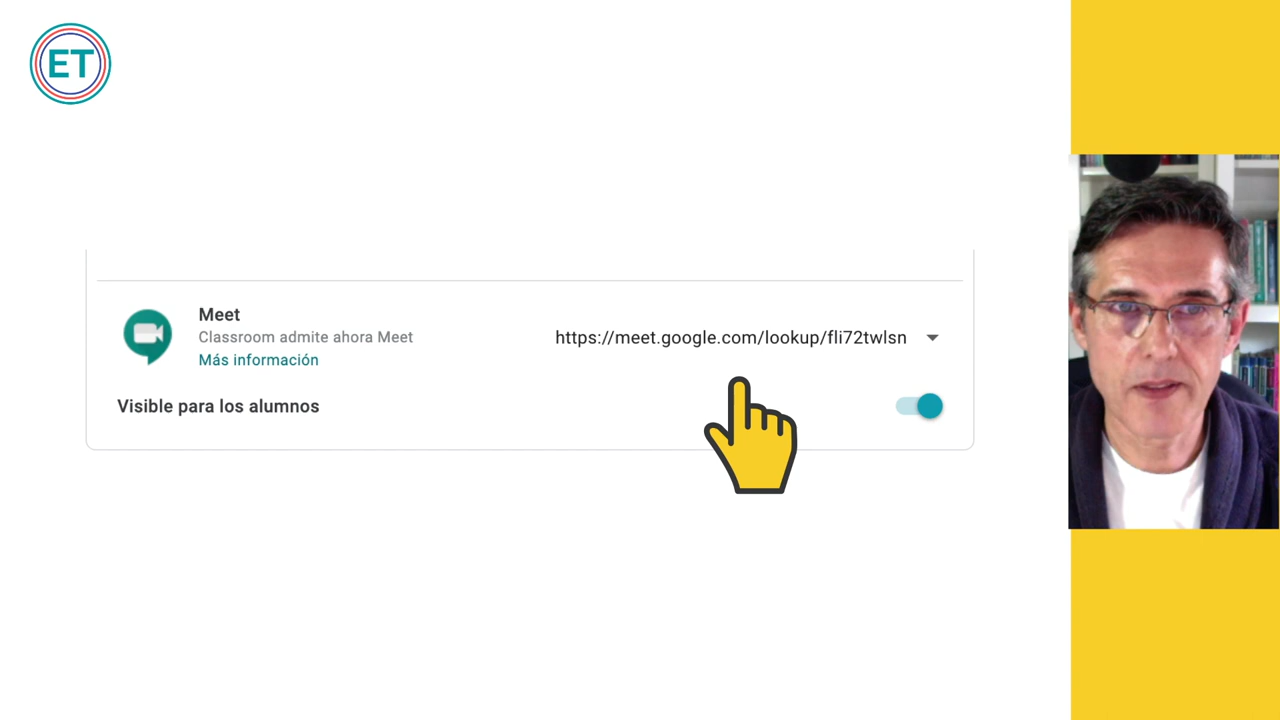 ET
Meet
Classroom admite ahora Meet
Más información
https://meet.google.com/lookup/fli72twlsn
Visible para los alumnos